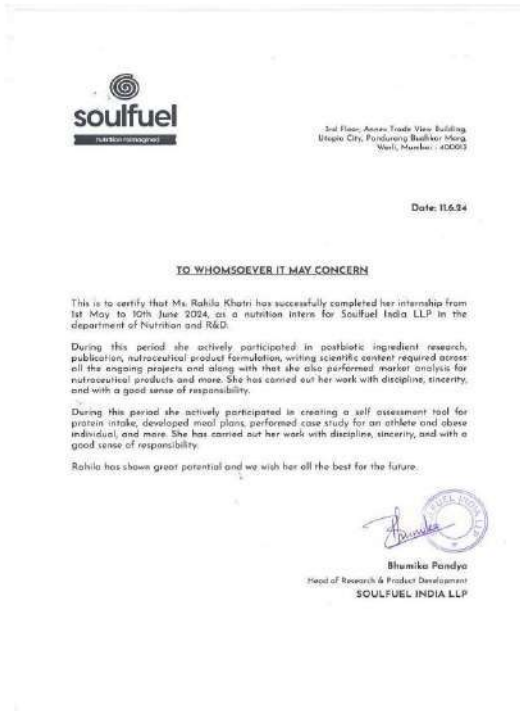 soulfuel
nutrition reimagined
3rd Floor, Annex Trade View Building,
Utopia City, Pandurang Budhkar Marg,
Worli, Mumbai - 400013
Date: 11.6.24
TO WHOMSOEVER IT MAY CONCERN
This is to certify that Ms. Rahila Khatri has successfully completed her internship from
1st May to 10th June 2024, as a nutrition intern for Soulfuel India LLP in the
department of Nutrition and R&D.
During this period she actively participated in postbiotic ingredient research,
publication, nutraceutical product formulation, writing scientific content required across
all the ongoing projects and along with that she also performed market analysis for
nutraceutical products and more. She has carried out her work with discipline, sincerity,
and with a good sense of responsibility.
During this period she actively participated in creating a self assessment tool for
protein intake, developed meal plans, performed case study for an athlete and obese
individual, and more. She has carried out her work with discipline, sincerity, and with a
good sense of responsibility.
Rahila has shown great potential and we wish her all the best for the future.
Bhumika
FUEL INDIA LLP
Bhumika Pandya
Head of Research & Product Development
SOULFUEL INDIA LLP